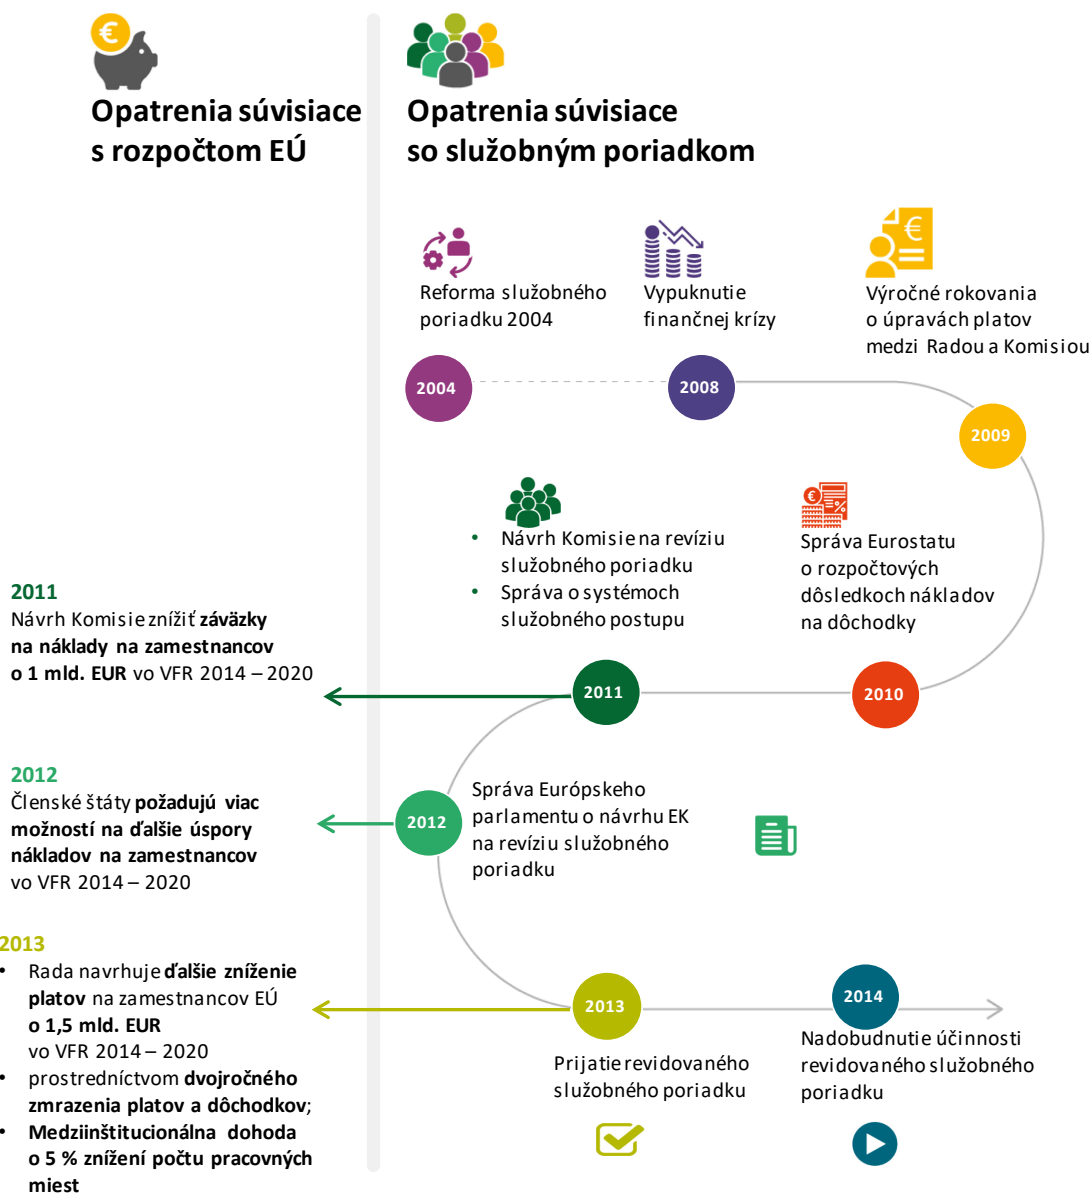 Opatrenia súvisiace
s rozpočtom EÚ
Opatrenia súvisiace
so služobným poriadkom
Reforma služobného
poriadku 2004
Vypuknutie
finančnej krízy
Výročné rokovania
o úpravách platov
medzi Radou a Komisiou
2004
2008
2009
• Návrh Komisie na revíziu
služobného poriadku
• Správa o systémoch
služobného postupu
Správa Eurostatu
o rozpočtových
dôsledkoch nákladov
na dôchodky
2011
Návrh Komisie znížiť záväzky
na náklady na zamestnancov
o 1 mld. EUR vo VFR 2014 – 2020
2011
2010
2012
Členské štáty požadujú viac
možností na ďalšie úspory
nákladov na zamestnancov
vo VFR 2014 – 2020
2012
Správa Európskeho
parlamentu o návrhu EK
na revíziu služobného
poriadku
2013
• Rada navrhuje ďalšie zníženie
platov na zamestnancov EÚ
o 1,5 mld. EUR
vo VFR 2014 – 2020
• prostredníctvom dvojročného
zmrazenia platov a dôchodkov;
• Medziinštitucionálna dohoda
o 5 % znížení počtu pracovných
miest
2013
2014
Prijatie revidovaného
služobného poriadku
Nadobudnutie účinnosti
revidovaného služobného
poriadku